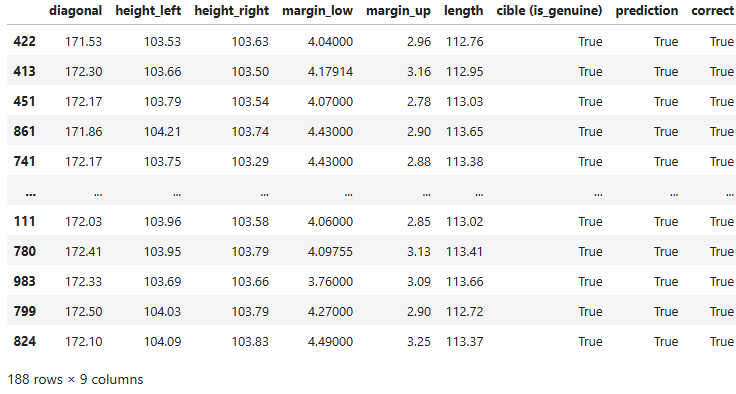 diagonal height_left height_right margin_low margin_up length cible (is_genuine) prediction correct
422 171.53 103.53 103.63 4.04000 2.96 112.76 True True True
413 172.30 103.66 103.50 4.17914 3.16 112.95 True True True
451 172.17 103.79 103.54 4.07000 2.78 113.03 True True True
861 171.86 104.21 103.74 4.43000 2.90 113.65 True True True
741 172.17 103.75 103.29 4.43000 2.88 113.38 True True True
... ... ... ... ... ... ... ... ... ...
111 172.03 103.96 103.58 4.06000 2.85 113.02 True True True
780 172.41 103.95 103.79 4.09755 3.13 113.41 True True True
983 172.33 103.69 103.66 3.76000 3.09 113.66 True True True
799 172.50 104.03 103.79 4.27000 2.90 112.72 True True True
824 172.10 104.09 103.83 4.49000 3.25 113.37 True True True
188 rows × 9 columns